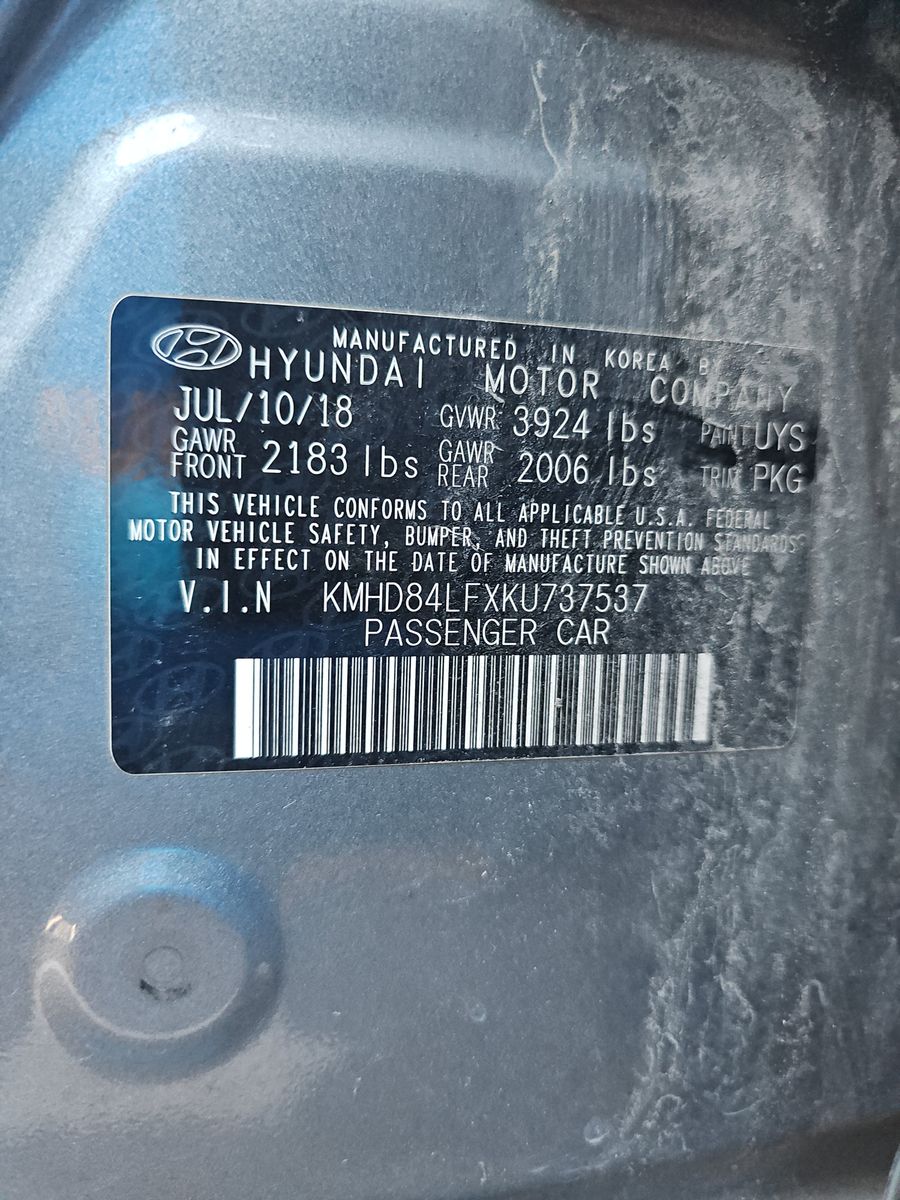 MANUFACTURED IN KOREA BY
HYUNDAI MOTOR COMPANY
JUL/10/18 GVWR 3924 lbs PAINT UYS
GAWR FRONT 2183 lbs GAWR REAR 2006 lbs TRIM PKG
THIS VEHICLE CONFORMS TO ALL APPLICABLE U.S.A. FEDERAL
MOTOR VEHICLE SAFETY, BUMPER, AND THEFT PREVENTION STANDARDS
IN EFFECT ON THE DATE OF MANUFACTURE SHOWN ABOVE
V.I.N KMHD84LFXKU737537
PASSENGER CAR